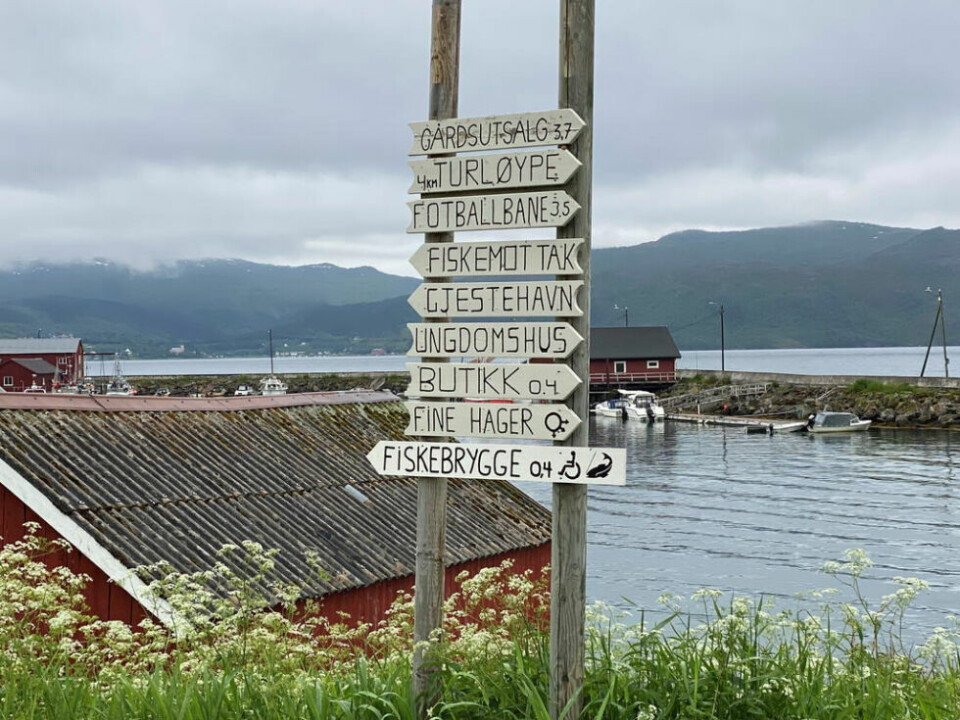 GÅRDSUTSALG 3,7
4KM TURLØYPE
FOTBALLBANE 3,5
FISKEMOTTAK
GJESTEHAVN
UNGDOMSHUS
BUTIKK 0.4
FINE HAGER
FISKEBRYGGE 0,4